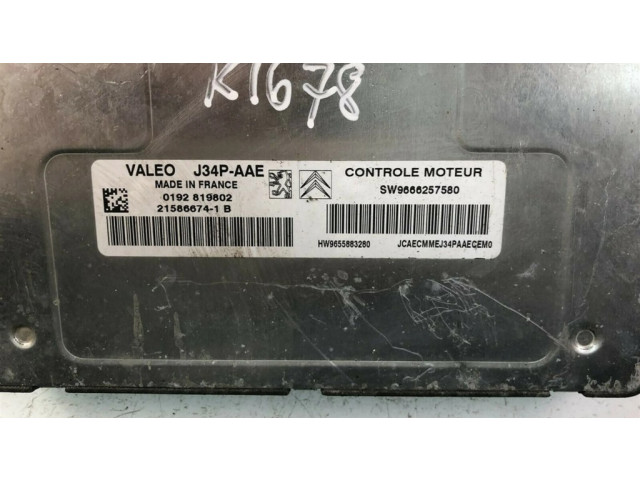 K1678
VALEO J34P-AAE
MADE IN FRANCE
0192 819802
21586674-1 B
CONTROLE MOTEUR
SW9666257580
HW9655883280 JCAECMMEJ34PAAECEM0